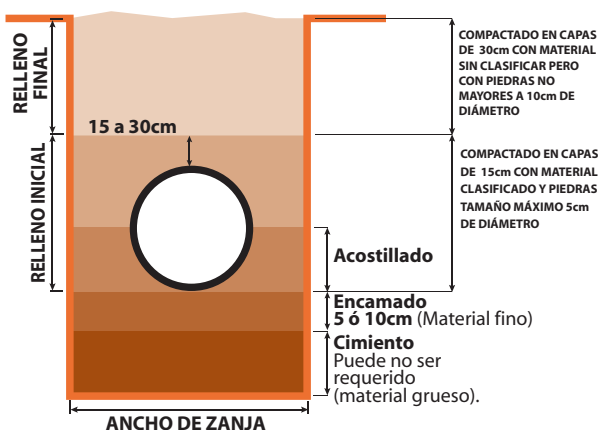 RELLENO
FINAL
COMPACTADO EN CAPAS
DE 30cm CON MATERIAL
SIN CLASIFICAR PERO
CON PIEDRAS NO
MAYORES A 10cm DE
DIÁMETRO
15 a 30cm
RELLENO INICIAL
COMPACTADO EN CAPAS
DE 15cm CON MATERIAL
CLASIFICADO Y PIEDRAS
TAMAÑO MÁXIMO 5cm
DE DIÁMETRO
Acostillado
Encamado
5 ó 10cm (Material fino)
Cimiento
Puede no ser
requerido
(material grueso).
ANCHO DE ZANJA